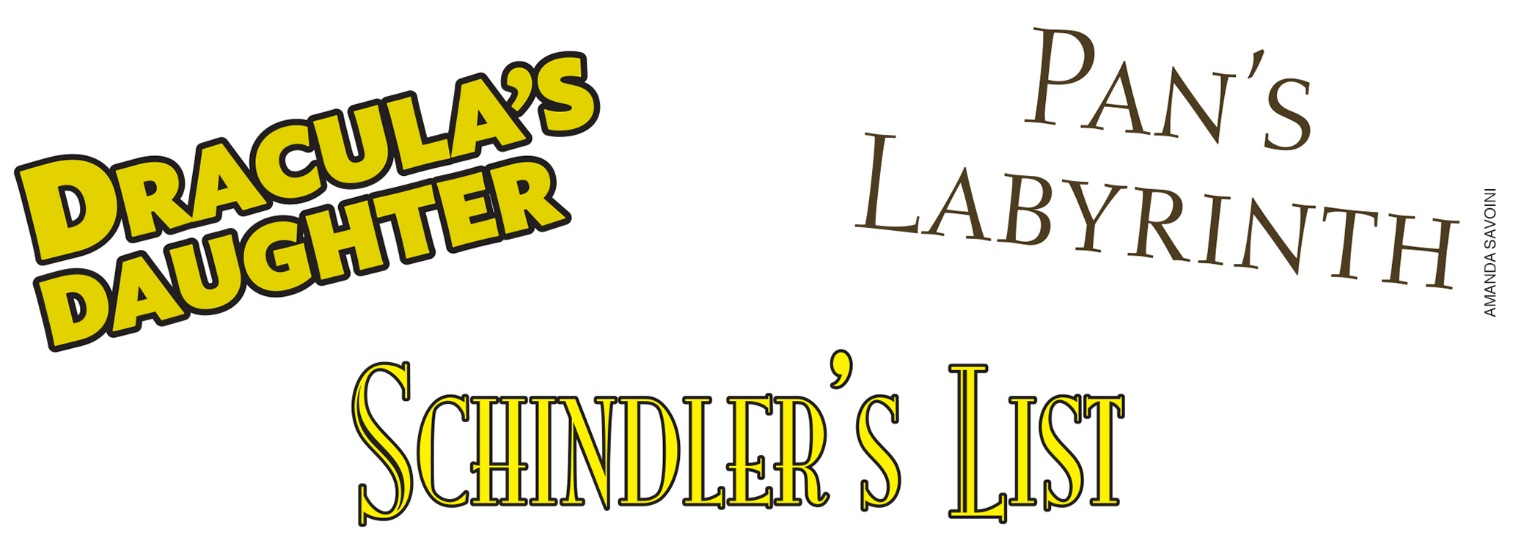 DRACULA'S
DAUGHTER
PAN'S
LABYRINTH
AMANDA SAVOINI
SCHINDLER'S LIST